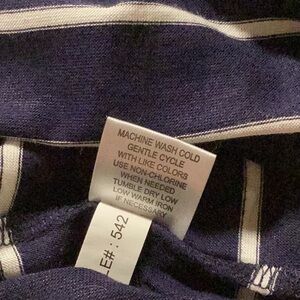 MACHINE WASH COLD
GENTLE CYCLE
WITH LIKE COLORS
USE NON-CHLORINE
WHEN NEEDED
TUMBLE DRY LOW
LOW WARM IRON
IF NECESSARY
E#: 542